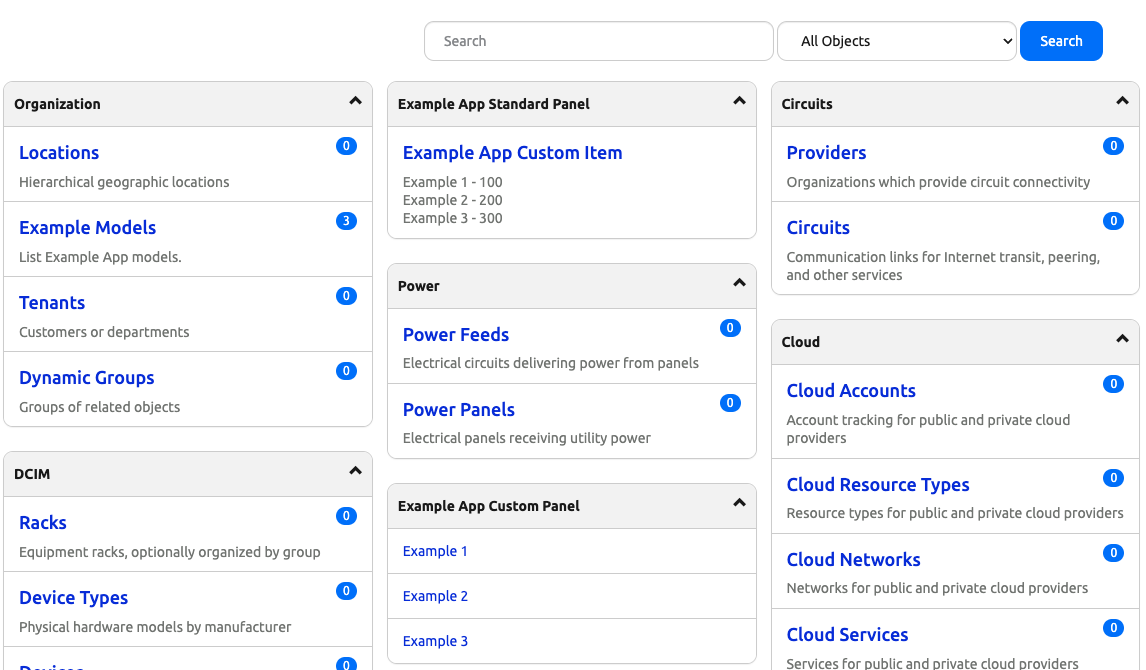 Search
All Objects
Search
Organization
Locations
0
Hierarchical geographic locations
Example Models
3
List Example App models.
Tenants
0
Customers or departments
Dynamic Groups
0
Groups of related objects
DCIM
Racks
0
Equipment racks, optionally organized by group
Device Types
0
Physical hardware models by manufacturer
Devices
0
Example App Standard Panel
Example App Custom Item
Example 1 - 100
Example 2 - 200
Example 3 - 300
Power
Power Feeds
0
Electrical circuits delivering power from panels
Power Panels
0
Electrical panels receiving utility power
Example App Custom Panel
Example 1
Example 2
Example 3
Circuits
Providers
0
Organizations which provide circuit connectivity
Circuits
0
Communication links for Internet transit, peering,
and other services
Cloud
Cloud Accounts
0
Account tracking for public and private cloud
providers
Cloud Resource Types
0
Resource types for public and private cloud providers
Cloud Networks
0
Networks for public and private cloud providers
Cloud Services
0
Services for public and private cloud providers